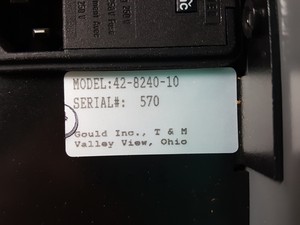 MODEL:42-8240-10
SERIAL#: 570
Gould Inc., T & M
Valley View, Ohio